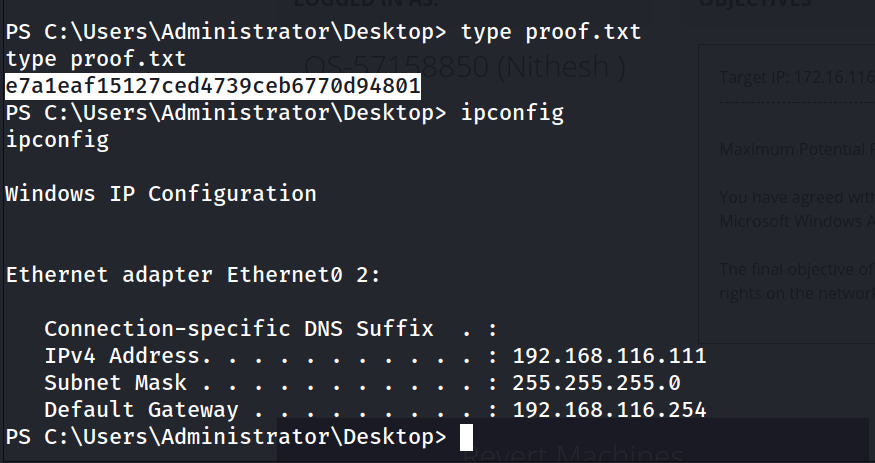 LOGGED IN AS:
OBJECTIVES
PS C:\Users\Administrator\Desktop> type proof.txt
type proof.txt
OS-57158850 (Nithesh )
Target IP: 172.16.116
e7a1eaf15127ced4739ceb6770d94801
PS C:\Users\Administrator\Desktop> ipconfig
ipconfig
Maximum Potential
You have agreed with
Microsoft Windows A
Windows IP Configuration
The final objective of
rights on the network
Ethernet adapter Ethernet0 2:
Connection-specific DNS Suffix . :
IPv4 Address. . . . . . . . . . . : 192.168.116.111
Subnet Mask . . . . . . . . . . . : 255.255.255.0
Default Gateway . . . . . . . . . : 192.168.116.254
PS C:\Users\Administrator\Desktop>
Revert Machines